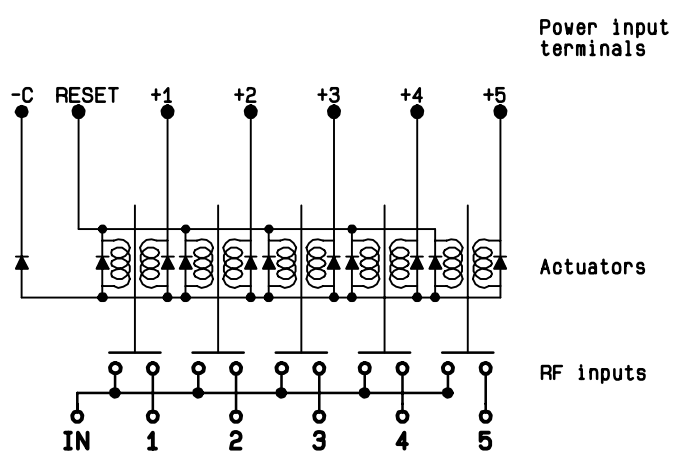 Power input
terminals
-C RESET +1 +2 +3 +4 +5
Actuators
RF inputs
IN 1 2 3 4 5